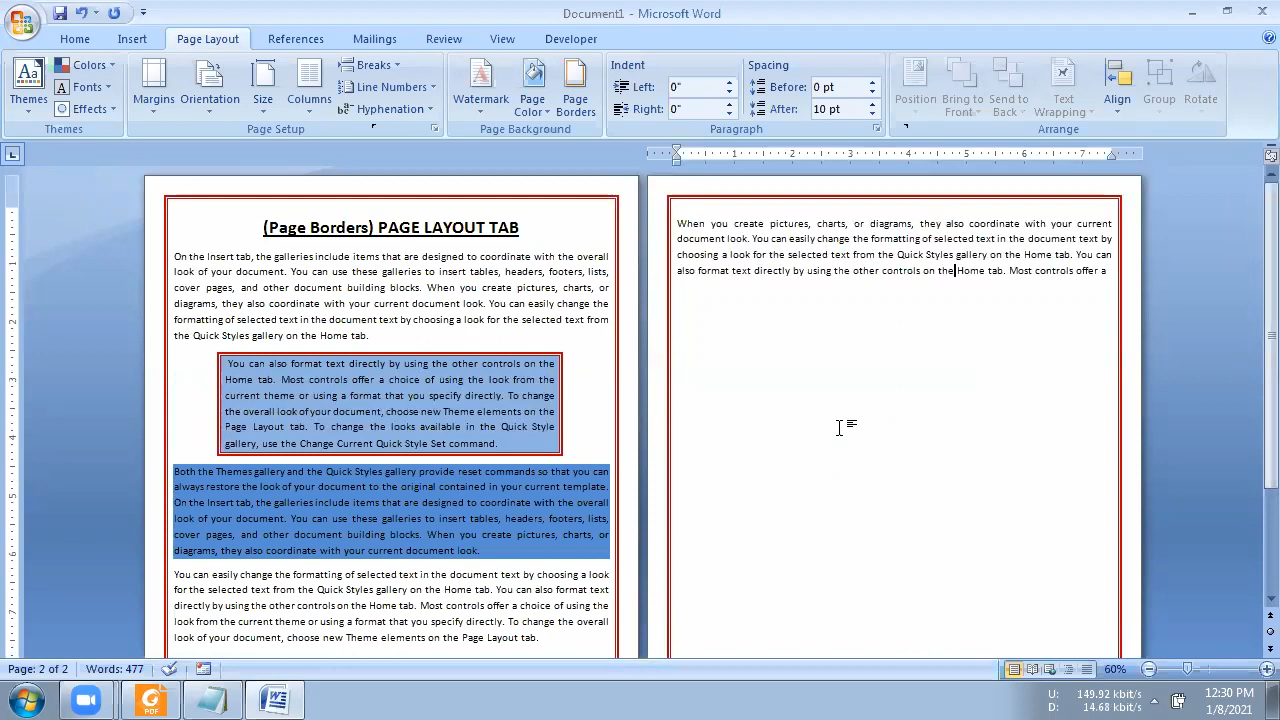 Document1 - Microsoft Word
Home Insert Page Layout References Mailings Review View Developer
Themes
Colors
Fonts
Effects
Themes
Margins
Orientation
Size
Columns
Breaks
Line Numbers
Hyphenation
Page Setup
Watermark
Page Color
Page Borders
Page Background
Indent
Left: 0"
Right: 0"
Spacing
Before: 0 pt
After: 10 pt
Paragraph
Position
Bring to Front
Send to Back
Text Wrapping
Align
Group
Rotate
Arrange
1 2 3 4 5 6 7
1
2
3
4
5
6
7
(Page Borders) PAGE LAYOUT TAB
On the Insert tab, the galleries include items that are designed to coordinate with the overall
look of your document. You can use these galleries to insert tables, headers, footers, lists,
cover pages, and other document building blocks. When you create pictures, charts, or
diagrams, they also coordinate with your current document look. You can easily change the
formatting of selected text in the document text by choosing a look for the selected text from
the Quick Styles gallery on the Home tab.
You can also format text directly by using the other controls on the
Home tab. Most controls offer a choice of using the look from the
current theme or using a format that you specify directly. To change
the overall look of your document, choose new Theme elements on the
Page Layout tab. To change the looks available in the Quick Style
gallery, use the Change Current Quick Style Set command.
Both the Themes gallery and the Quick Styles gallery provide reset commands so that you can
always restore the look of your document to the original contained in your current template.
On the Insert tab, the galleries include items that are designed to coordinate with the overall
look of your document. You can use these galleries to insert tables, headers, footers, lists,
cover pages, and other document building blocks. When you create pictures, charts, or
diagrams, they also coordinate with your current document look.
You can easily change the formatting of selected text in the document text by choosing a look
for the selected text from the Quick Styles gallery on the Home tab. You can also format text
directly by using the other controls on the Home tab. Most controls offer a choice of using the
look from the current theme or using a format that you specify directly. To change the overall
look of your document, choose new Theme elements on the Page Layout tab.
When you create pictures, charts, or diagrams, they also coordinate with your current
document look. You can easily change the formatting of selected text in the document text by
choosing a look for the selected text from the Quick Styles gallery on the Home tab. You can
also format text directly by using the other controls on the Home tab. Most controls offer a
Page: 2 of 2 Words: 477
60%
PDF
U: 149.92 kbit/s
D: 14.68 kbit/s
12:30 PM
1/8/2021